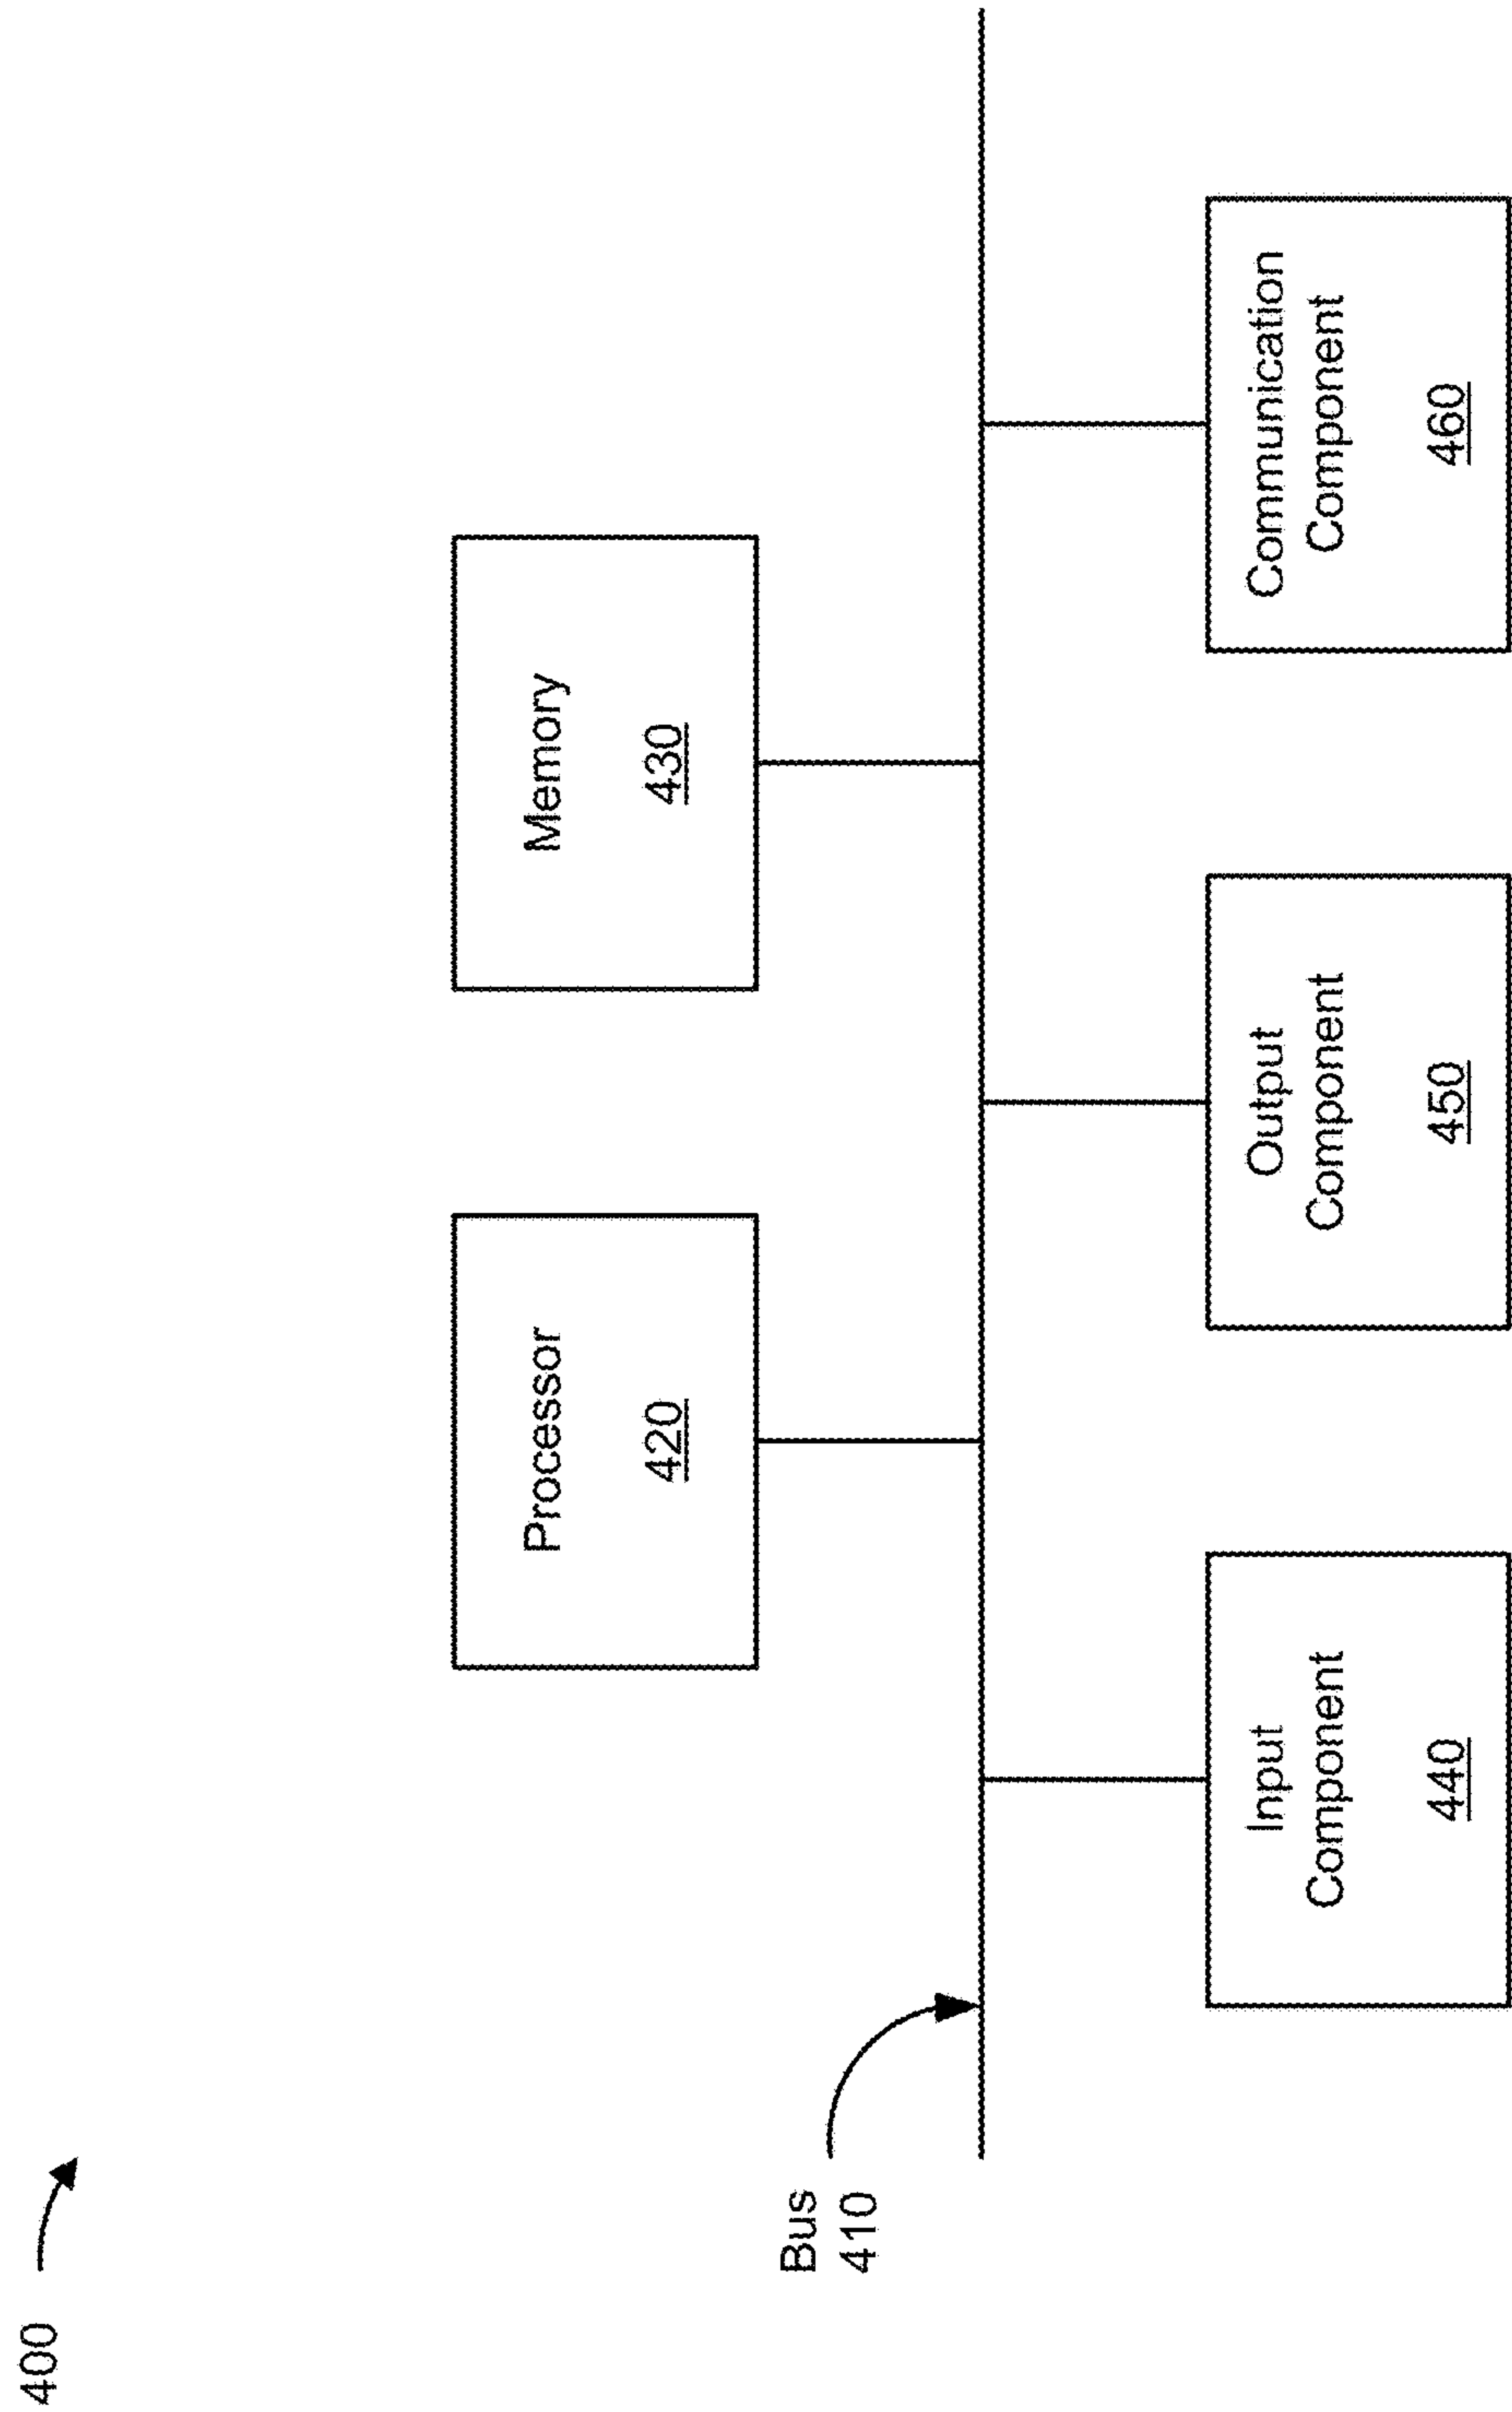 400
Processor
420
Memory
430
Bus
410
Input
Component
440
Output
Component
450
Communication
Component
460